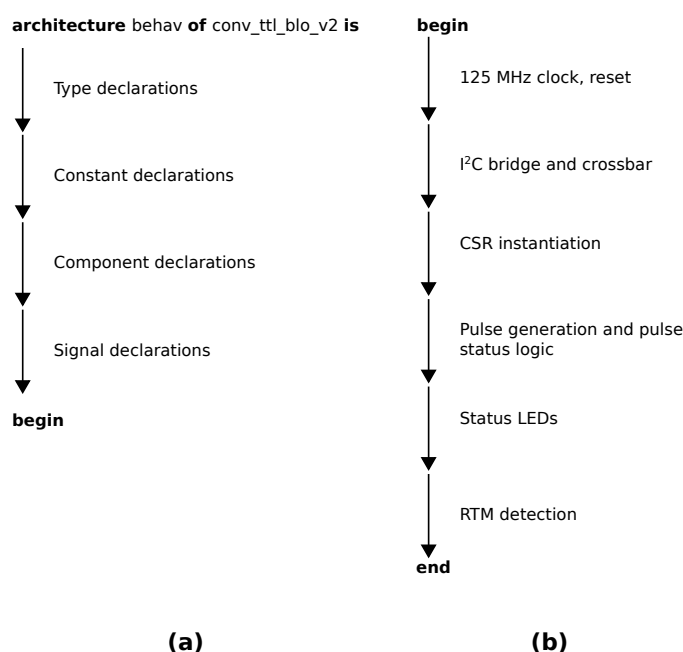 architecture behav of conv_ttl_blo_v2 is
Type declarations
Constant declarations
Component declarations
Signal declarations
begin
(a)
begin
125 MHz clock, reset
I²C bridge and crossbar
CSR instantiation
Pulse generation and pulse
status logic
Status LEDs
RTM detection
end
(b)